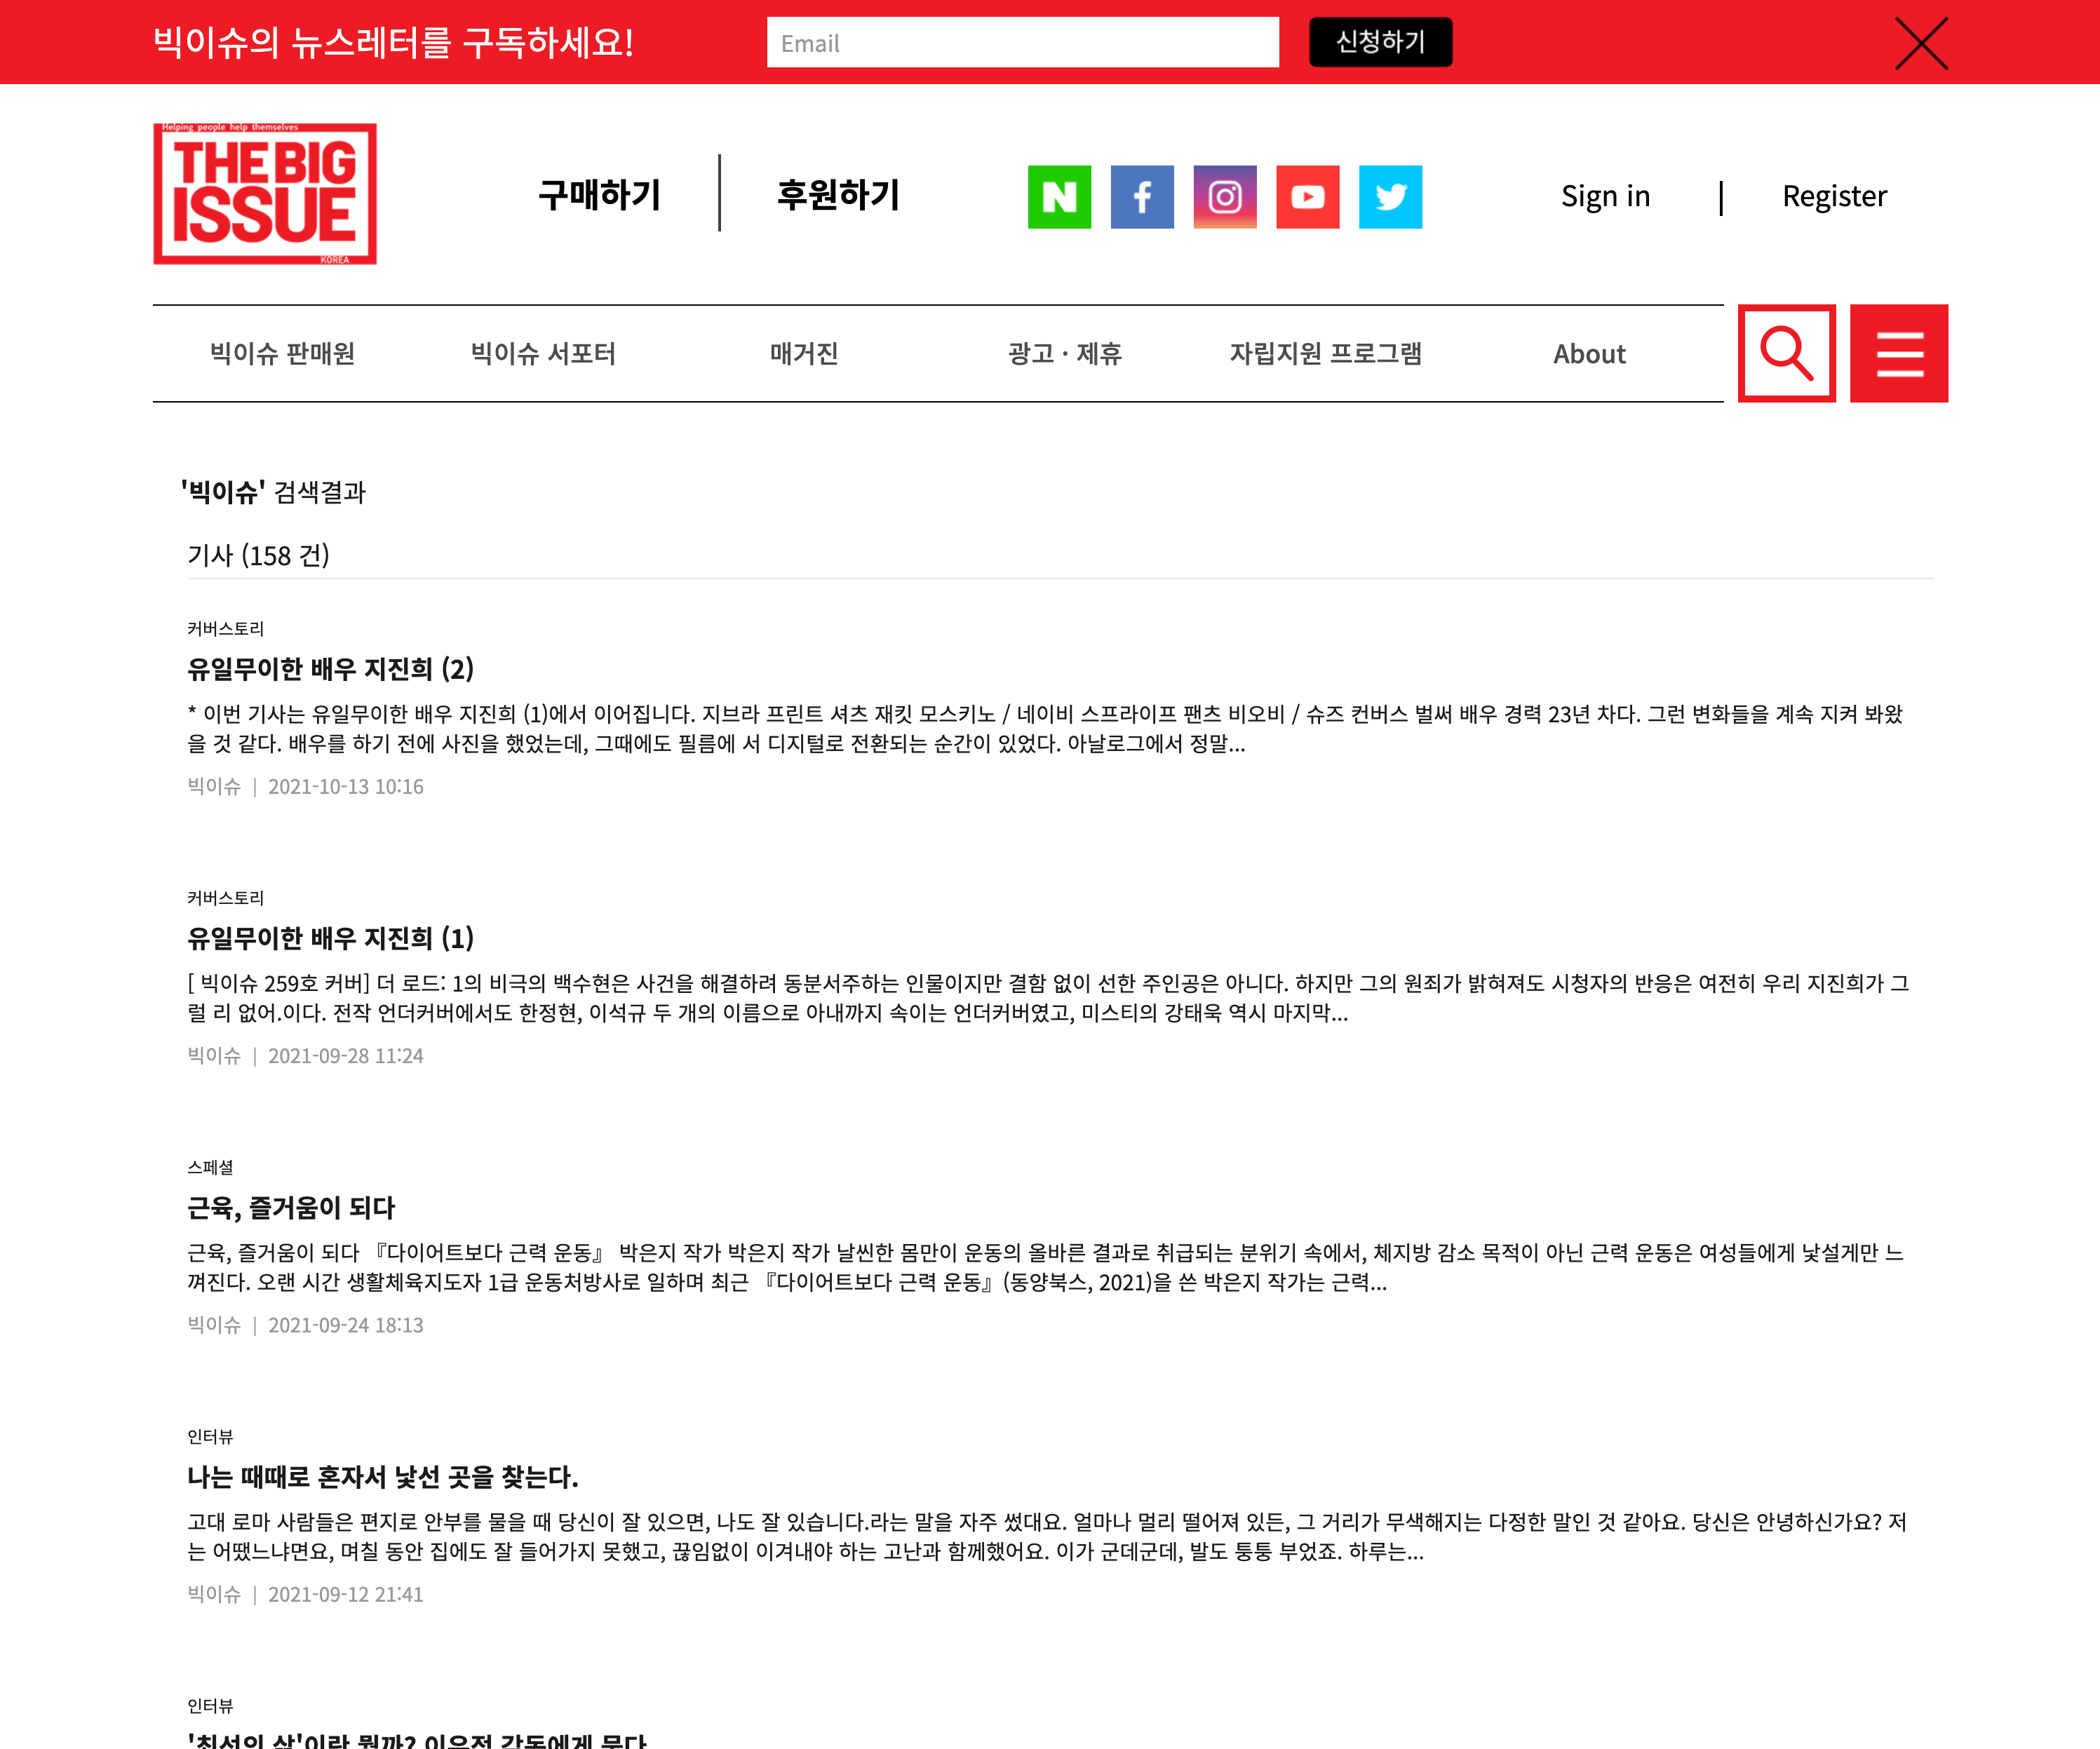 빅이슈의 뉴스레터를 구독하세요!
Email
신청하기
Helping people help themselves
THE BIG
ISSUE
KOREA
구매하기
후원하기
Sign in
Register
빅이슈 판매원
빅이슈 서포터
매거진
광고 · 제휴
자립지원 프로그램
About
'빅이슈' 검색결과
기사 (158 건)
커버스토리
유일무이한 배우 지진희 (2)
* 이번 기사는 유일무이한 배우 지진희 (1)에서 이어집니다. 지브라 프린트 셔츠 재킷 모스키노 / 네이비 스프라이프 팬츠 비오비 / 슈즈 컨버스 벌써 배우 경력 23년 차다. 그런 변화들을 계속 지켜 봐왔
을 것 같다. 배우를 하기 전에 사진을 했었는데, 그때에도 필름에 서 디지털로 전환되는 순간이 있었다. 아날로그에서 정말...
빅이슈 | 2021-10-13 10:16
커버스토리
유일무이한 배우 지진희 (1)
[ 빅이슈 259호 커버] 더 로드: 1의 비극의 백수현은 사건을 해결하려 동분서주하는 인물이지만 결함 없이 선한 주인공은 아니다. 하지만 그의 원죄가 밝혀져도 시청자의 반응은 여전히 우리 지진희가 그
럴 리 없어.이다. 전작 언더커버에서도 한정현, 이석규 두 개의 이름으로 아내까지 속이는 언더커버였고, 미스티의 강태욱 역시 마지막...
빅이슈 | 2021-09-28 11:24
스페셜
근육, 즐거움이 되다
근육, 즐거움이 되다 『다이어트보다 근력 운동』 박은지 작가 박은지 작가 날씬한 몸만이 운동의 올바른 결과로 취급되는 분위기 속에서, 체지방 감소 목적이 아닌 근력 운동은 여성들에게 낯설게만 느
껴진다. 오랜 시간 생활체육지도자 1급 운동처방사로 일하며 최근 『다이어트보다 근력 운동』(동양북스, 2021)을 쓴 박은지 작가는 근력...
빅이슈 | 2021-09-24 18:13
인터뷰
나는 때때로 혼자서 낯선 곳을 찾는다.
고대 로마 사람들은 편지로 안부를 물을 때 당신이 잘 있으면, 나도 잘 있습니다.라는 말을 자주 썼대요. 얼마나 멀리 떨어져 있든, 그 거리가 무색해지는 다정한 말인 것 같아요. 당신은 안녕하신가요? 저
는 어땠느냐면요, 며칠 동안 집에도 잘 들어가지 못했고, 끊임없이 이겨내야 하는 고난과 함께했어요. 이가 군데군데, 발도 퉁퉁 부었죠. 하루는...
빅이슈 | 2021-09-12 21:41
인터뷰
'최선의 삶'이란 뭘까? 이우정 감독에게 묻다